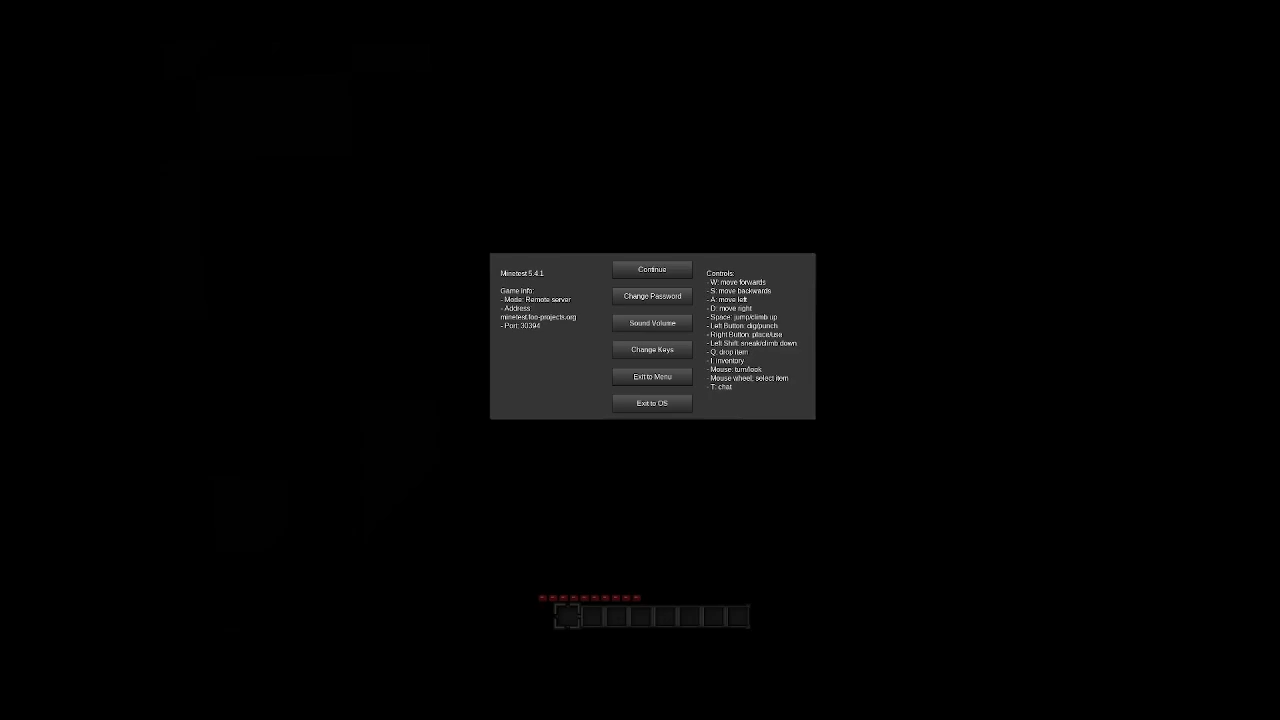 Minetest 5.4.1
Game Info:
- Mode: Remote server
- Address
minetest.foo-projects.org
- Port: 30394
Continue
Change Password
Sound Volume
Change Keys
Exit to Menu
Exit to OS
Controls:
- W: move forwards
- S: move backwards
- A: move left
- D: move right
- Space: jump/climb up
- Left Button: dig/punch
- Right Button: place/use
- Left Shift: sneak/climb down
- Q: drop item
- I: inventory
- Mouse: turn/look
- Mouse wheel: select item
- T: chat